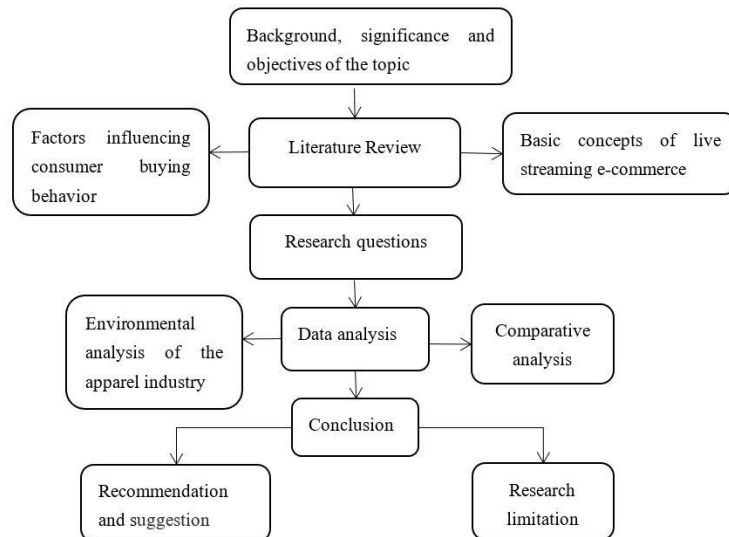 Background, significance and
objectives of the topic
Factors influencing
consumer buying
behavior
Literature Review
Basic concepts of live
streaming e-commerce
Research questions
Environmental
analysis of the
apparel industry
Data analysis
Comparative
analysis
Conclusion
Recommendation
and suggestion
Research
limitation